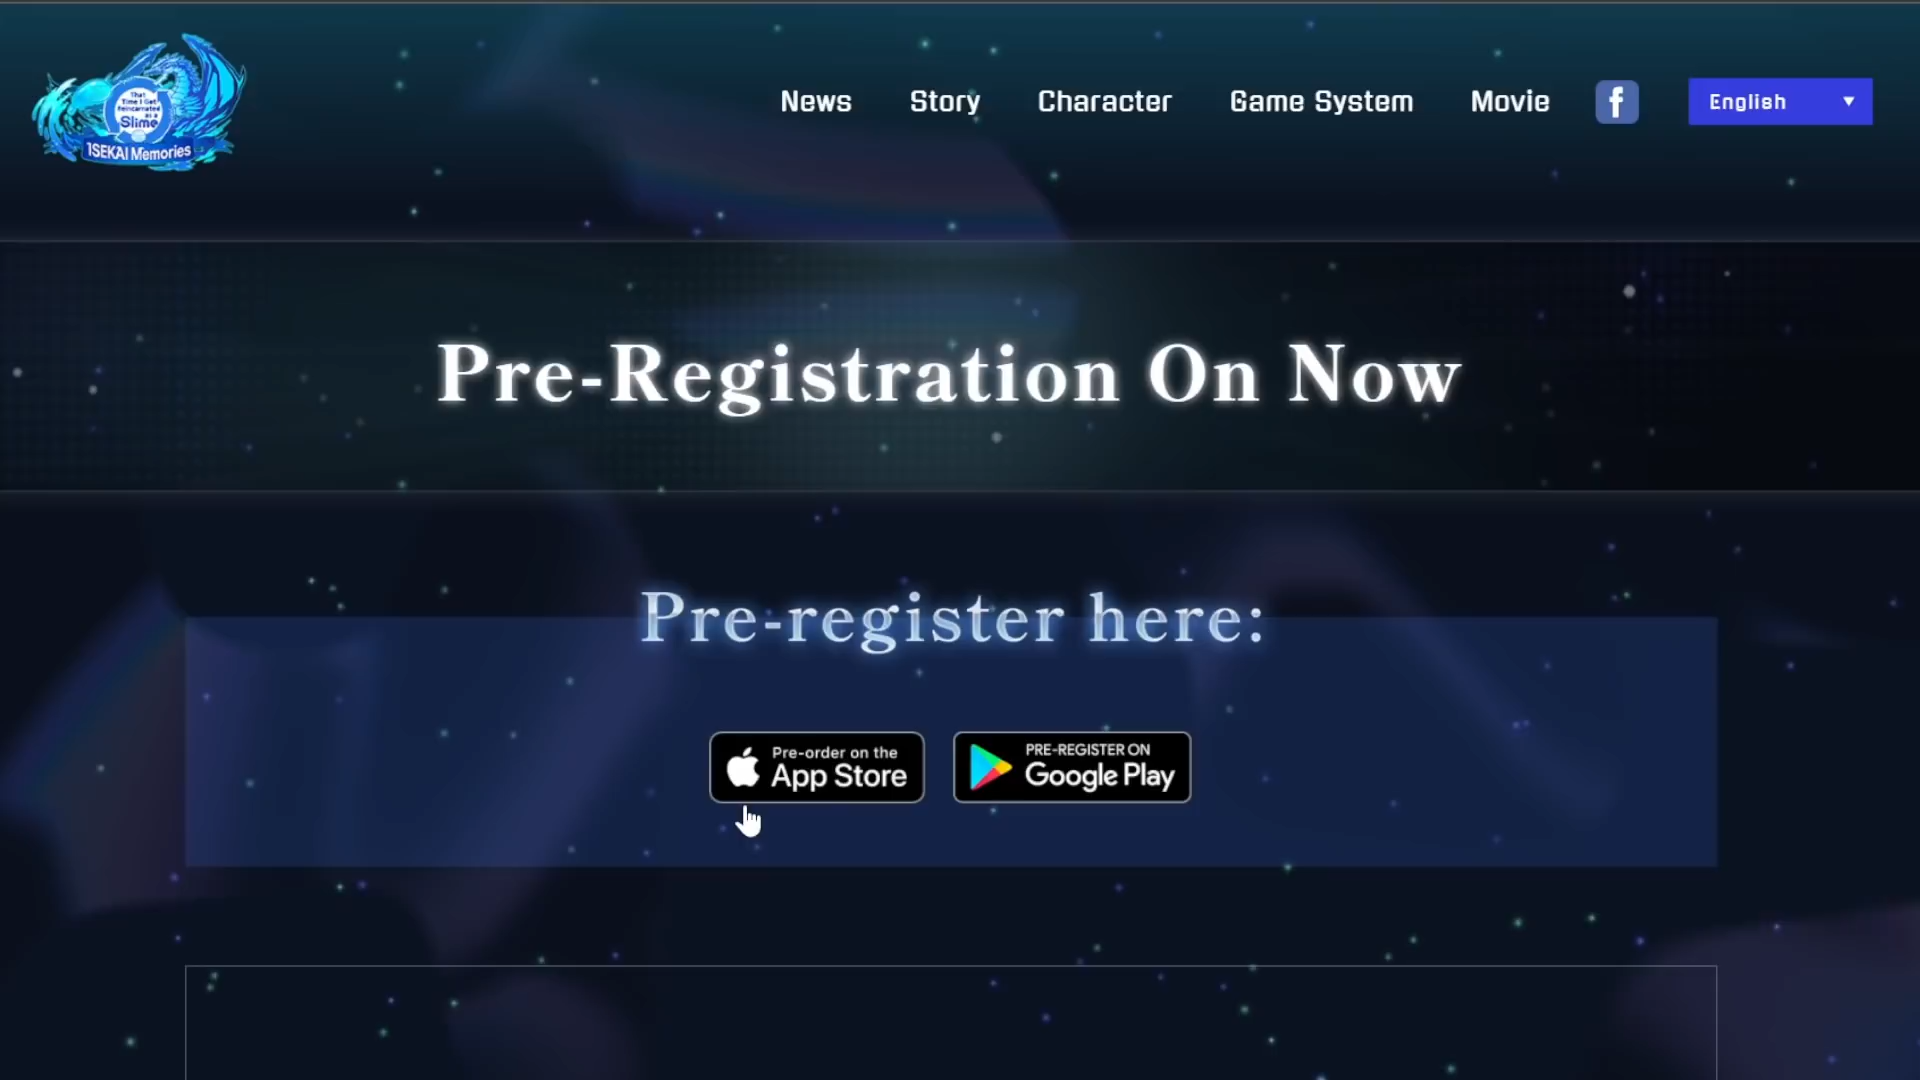 That
Time I Got
Reincarnated
as a
Slime
ISEKAI Memories
News
Story
Character
Game System
Movie
f
English
Pre-Registration On Now
Pre-register here:
Pre-order on the
App Store
PRE-REGISTER ON
Google Play